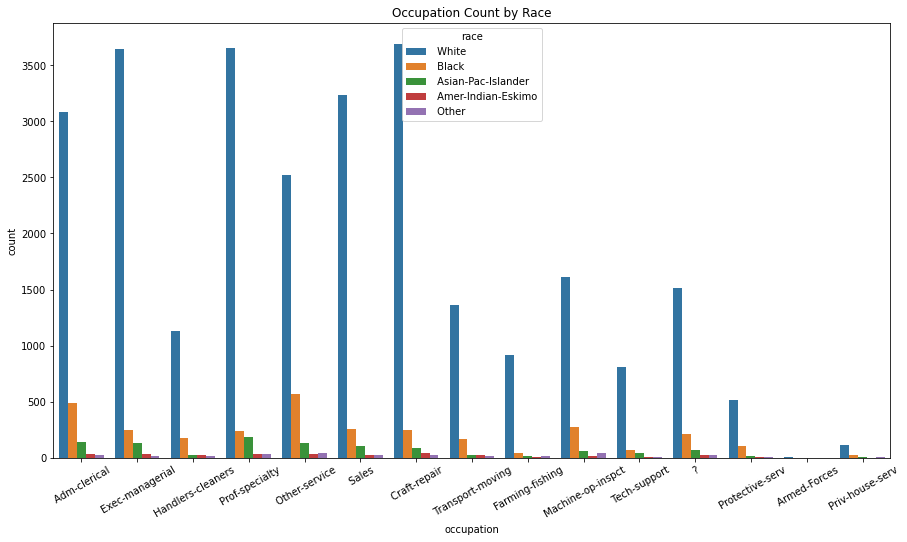 Occupation Count by Race
race
White
Black
Asian-Pac-Islander
Amer-Indian-Eskimo
Other
count
3500
3000
2500
2000
1500
1000
500
0
Adm-clerical
Exec-managerial
Handlers-cleaners
Prof-specialty
Other-service
Sales
Craft-repair
Transport-moving
Farming-fishing
Machine-op-inspct
Tech-support
?
Protective-serv
Armed-Forces
Priv-house-serv
occupation